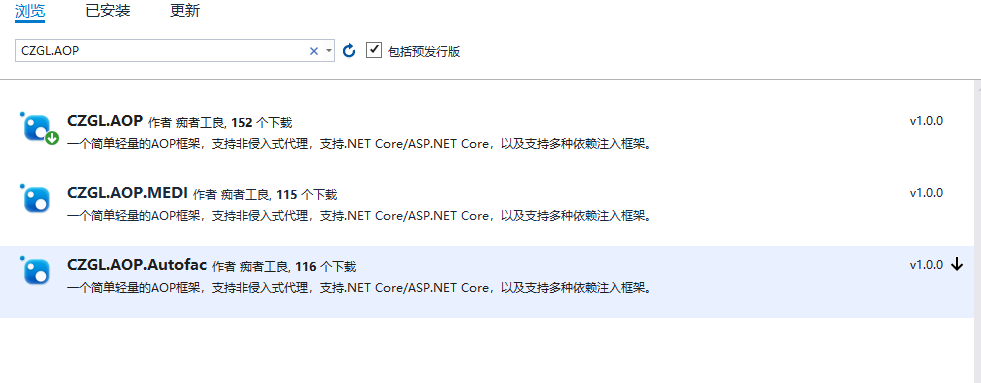 浏览 已安装 更新
CZGL.AOP 包括预发行版
CZGL.AOP 作者 痴者工良, 152 个下载 v1.0.0
一个简单轻量的AOP框架，支持非侵入式代理，支持.NET Core/ASP.NET Core，以及支持多种依赖注入框架。
CZGL.AOP.MEDI 作者 痴者工良, 115 个下载 v1.0.0
一个简单轻量的AOP框架，支持非侵入式代理，支持.NET Core/ASP.NET Core，以及支持多种依赖注入框架。
CZGL.AOP.Autofac 作者 痴者工良, 116 个下载 v1.0.0
一个简单轻量的AOP框架，支持非侵入式代理，支持.NET Core/ASP.NET Core，以及支持多种依赖注入框架。